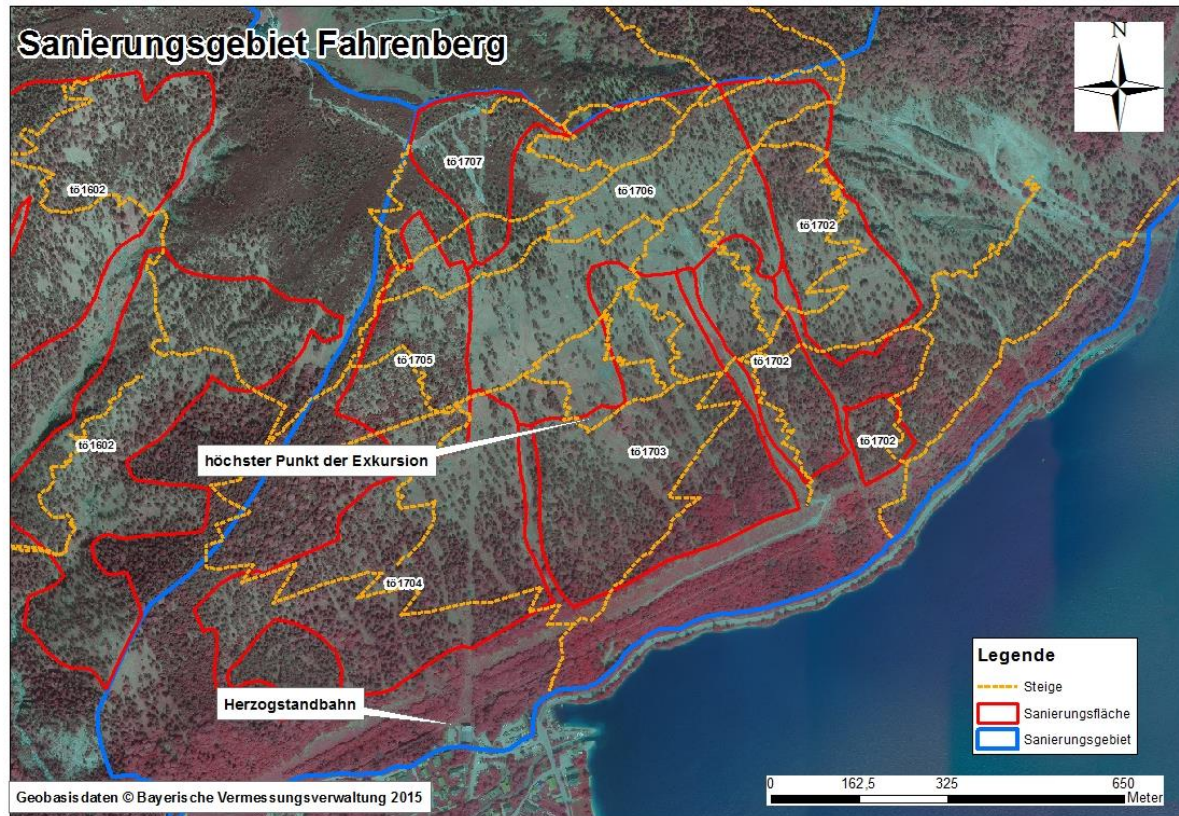 Sanierungsgebiet Fahrenberg
N
tö1707
tö1602
tö1706
tö1702
tö1705
tö1702
tö1702
tö1602
höchster Punkt der Exkursion
tö1703
tö1704
Herzogstandbahn
Legende
Steige
Sanierungsfläche
Sanierungsgebiet
0 162,5 325 650
Meter
Geobasisdaten © Bayerische Vermessungsverwaltung 2015